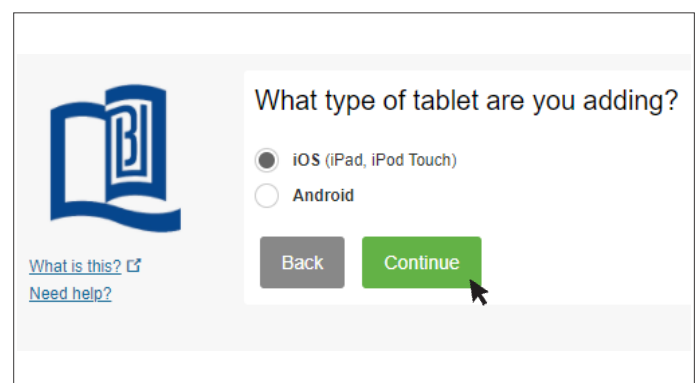 What type of tablet are you adding?
iOS (iPad, iPod Touch)
Android
Back Continue
What is this?
Need help?